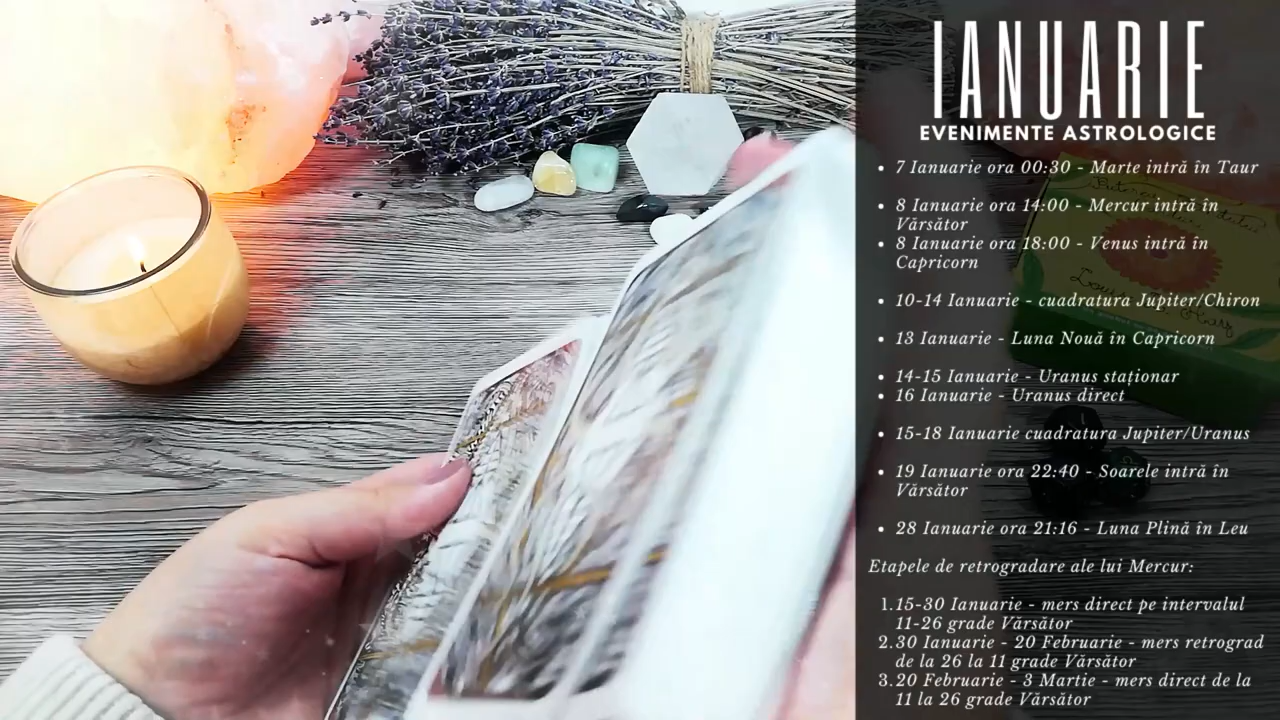 IANUARIE
EVENIMENTE ASTROLOGICE
• 7 Ianuarie ora 00:30 - Marte intră în Taur
• 8 Ianuarie ora 14:00 - Mercur intră în
Vărsător
• 8 Ianuarie ora 18:00 - Venus intră în
Capricorn
• 10-14 Ianuarie - cuadratura Jupiter/Chiron
• 13 Ianuarie - Luna Nouă în Capricorn
• 14-15 Ianuarie - Uranus staționar
• 16 Ianuarie - Uranus direct
• 15-18 Ianuarie cuadratura Jupiter/Uranus
• 19 Ianuarie ora 22:40 - Soarele intră în
Vărsător
• 28 Ianuarie ora 21:16 - Luna Plină în Leu
Etapele de retrogradare ale lui Mercur:
1.15-30 Ianuarie - mers direct pe intervalul
11-26 grade Vărsător
2.30 Ianuarie - 20 Februarie - mers retrograd
de la 26 la 11 grade Vărsător
3.20 Februarie - 3 Martie - mers direct de la
11 la 26 grade Vărsător